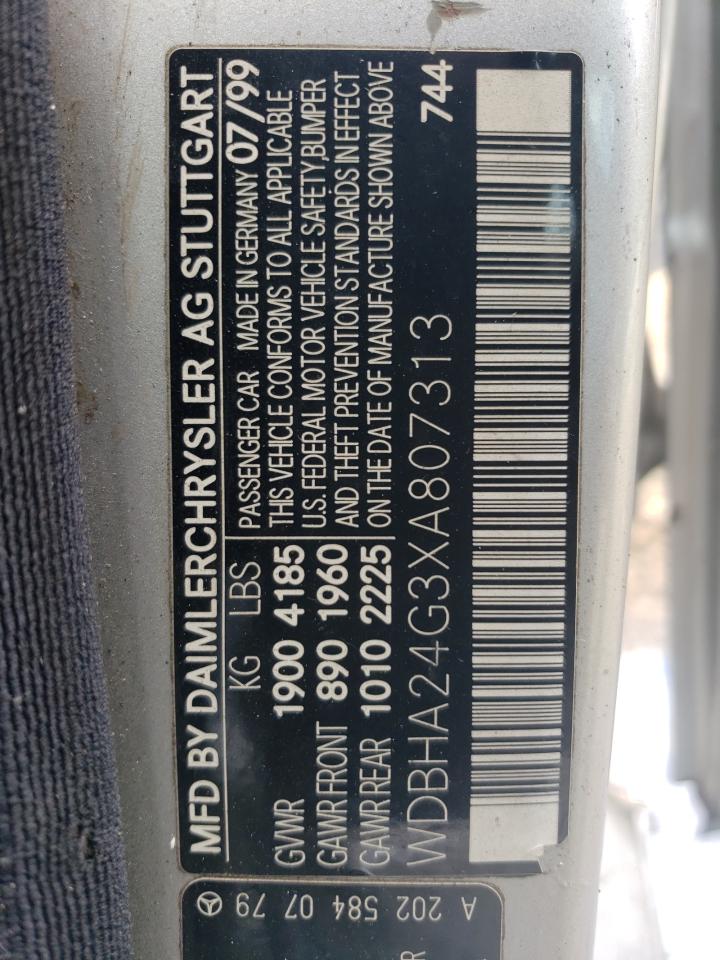 MFD BY DAIMLERCHRYSLER AG STUTTGART
KG LBS
GVWR 1900 4185
GAWR FRONT 890 1960
GAWR REAR 1010 2225
PASSENGER CAR MADE IN GERMANY 07/99
THIS VEHICLE CONFORMS TO ALL APPLICABLE
U.S. FEDERAL MOTOR VEHICLE SAFETY, BUMPER
AND THEFT PREVENTION STANDARDS IN EFFECT
ON THE DATE OF MANUFACTURE SHOWN ABOVE
WDBHA24G3XA807313 744
A 202 584 07 79